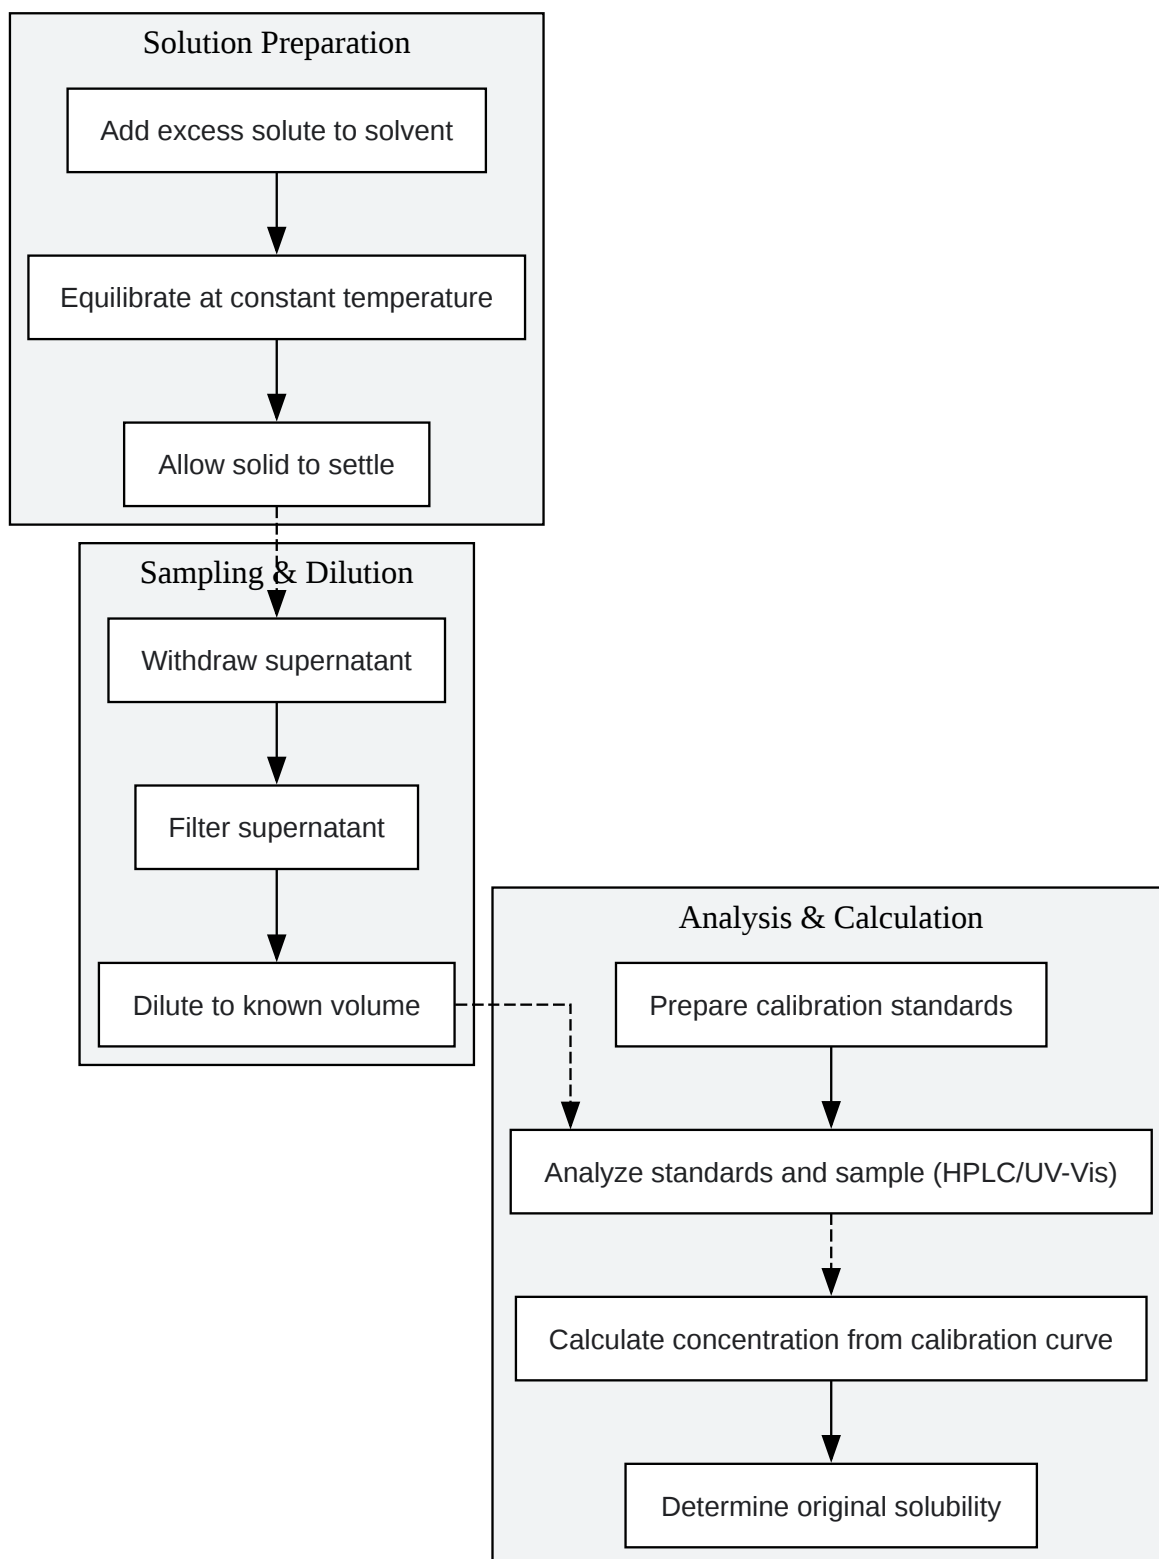 Solution Preparation
Add excess solute to solvent
Equilibrate at constant temperature
Allow solid to settle
Sampling & Dilution
Withdraw supernatant
Filter supernatant
Dilute to known volume
Analysis & Calculation
Prepare calibration standards
Analyze standards and sample (HPLC/UV-Vis)
Calculate concentration from calibration curve
Determine original solubility